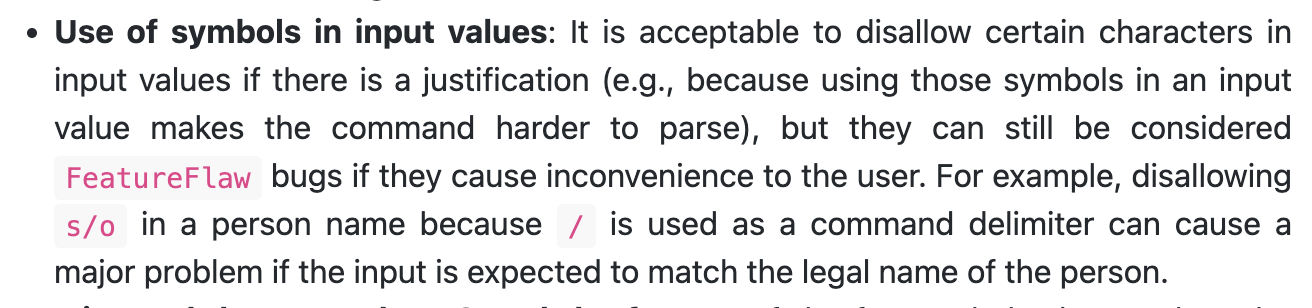 • Use of symbols in input values: It is acceptable to disallow certain characters in
input values if there is a justification (e.g., because using those symbols in an input
value makes the command harder to parse), but they can still be considered
FeatureFlaw bugs if they cause inconvenience to the user. For example, disallowing
s/o in a person name because / is used as a command delimiter can cause a
major problem if the input is expected to match the legal name of the person.